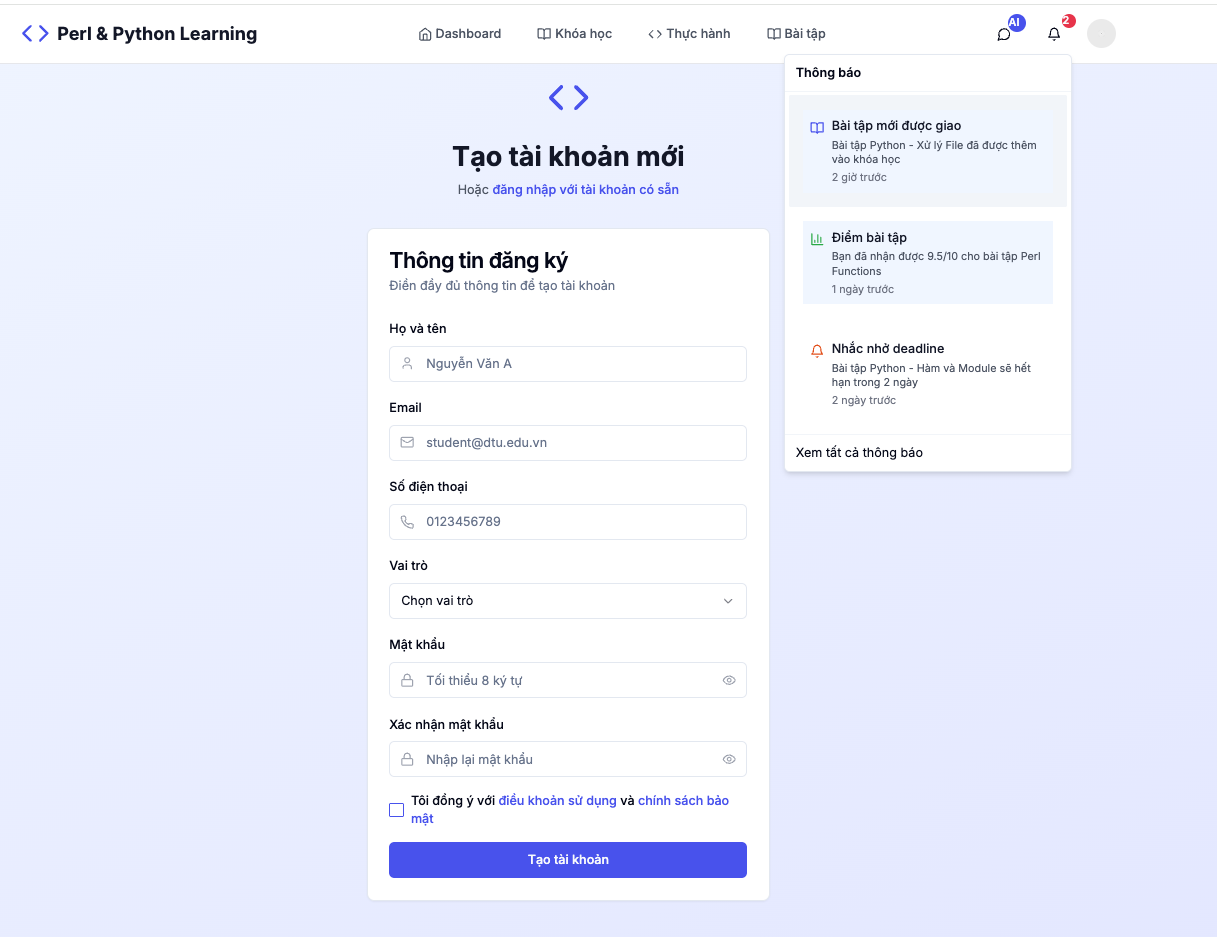 Perl & Python Learning
Dashboard
Khóa học
Thực hành
Bài tập
AI
2
Tạo tài khoản mới
Hoặc đăng nhập với tài khoản có sẵn
Thông tin đăng ký
Điền đầy đủ thông tin để tạo tài khoản
Họ và tên
Nguyễn Văn A
Email
student@dtu.edu.vn
Số điện thoại
0123456789
Vai trò
Chọn vai trò
Mật khẩu
Tối thiểu 8 ký tự
Xác nhận mật khẩu
Nhập lại mật khẩu
Tôi đồng ý với điều khoản sử dụng và chính sách bảo
mật
Tạo tài khoản
Thông báo
Bài tập mới được giao
Bài tập Python - Xử lý File đã được thêm
vào khóa học
2 giờ trước
Điểm bài tập
Bạn đã nhận được 9.5/10 cho bài tập Perl
Functions
1 ngày trước
Nhắc nhở deadline
Bài tập Python - Hàm và Module sẽ hết
hạn trong 2 ngày
2 ngày trước
Xem tất cả thông báo